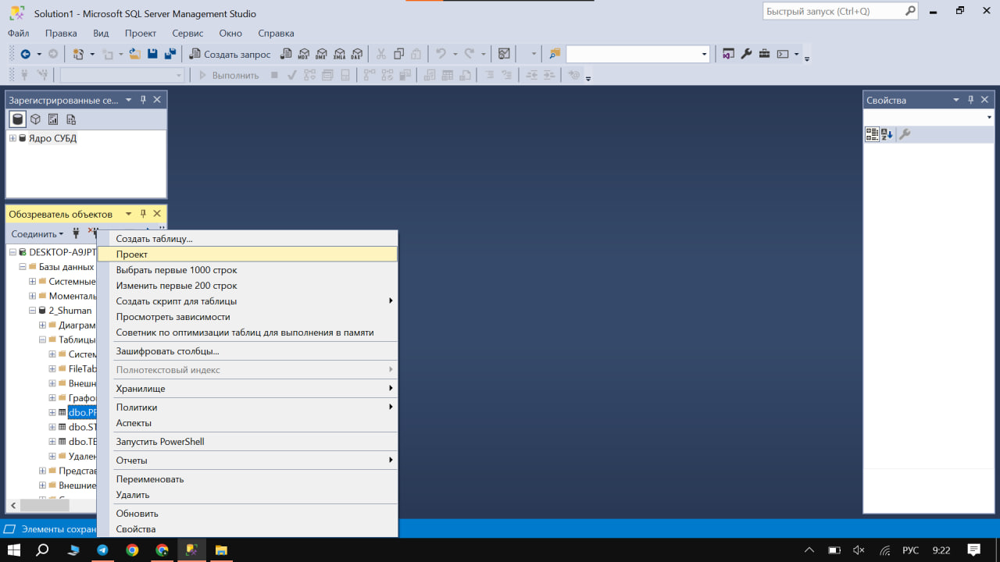 Solution1 - Microsoft SQL Server Management Studio
Быстрый запуск (Ctrl+Q)
Файл Правка Вид Проект Сервис Окно Справка
Создать запрос MDX DMX XMLA DAX
Выполнить
Зарегистрированные се...
Свойства
Ядро СУБД
Обозреватель объектов
Соединить
DESKTOP-A9JPT
Базы данных
Системные
Моменталь
2_Shuman
Диаграм
Таблицы
Систем
FileTab
Внешн
Графо
dbo.PF
dbo.ST
dbo.TE
Удален
Представ
Внешние
Создать таблицу...
Проект
Выбрать первые 1000 строк
Изменить первые 200 строк
Создать скрипт для таблицы
Просмотреть зависимости
Советник по оптимизации таблиц для выполнения в памяти
Зашифровать столбцы...
Полнотекстовый индекс
Хранилище
Политики
Аспекты
Запустить PowerShell
Отчеты
Переименовать
Удалить
Обновить
Свойства
Элементы сохран
РУС 9:22